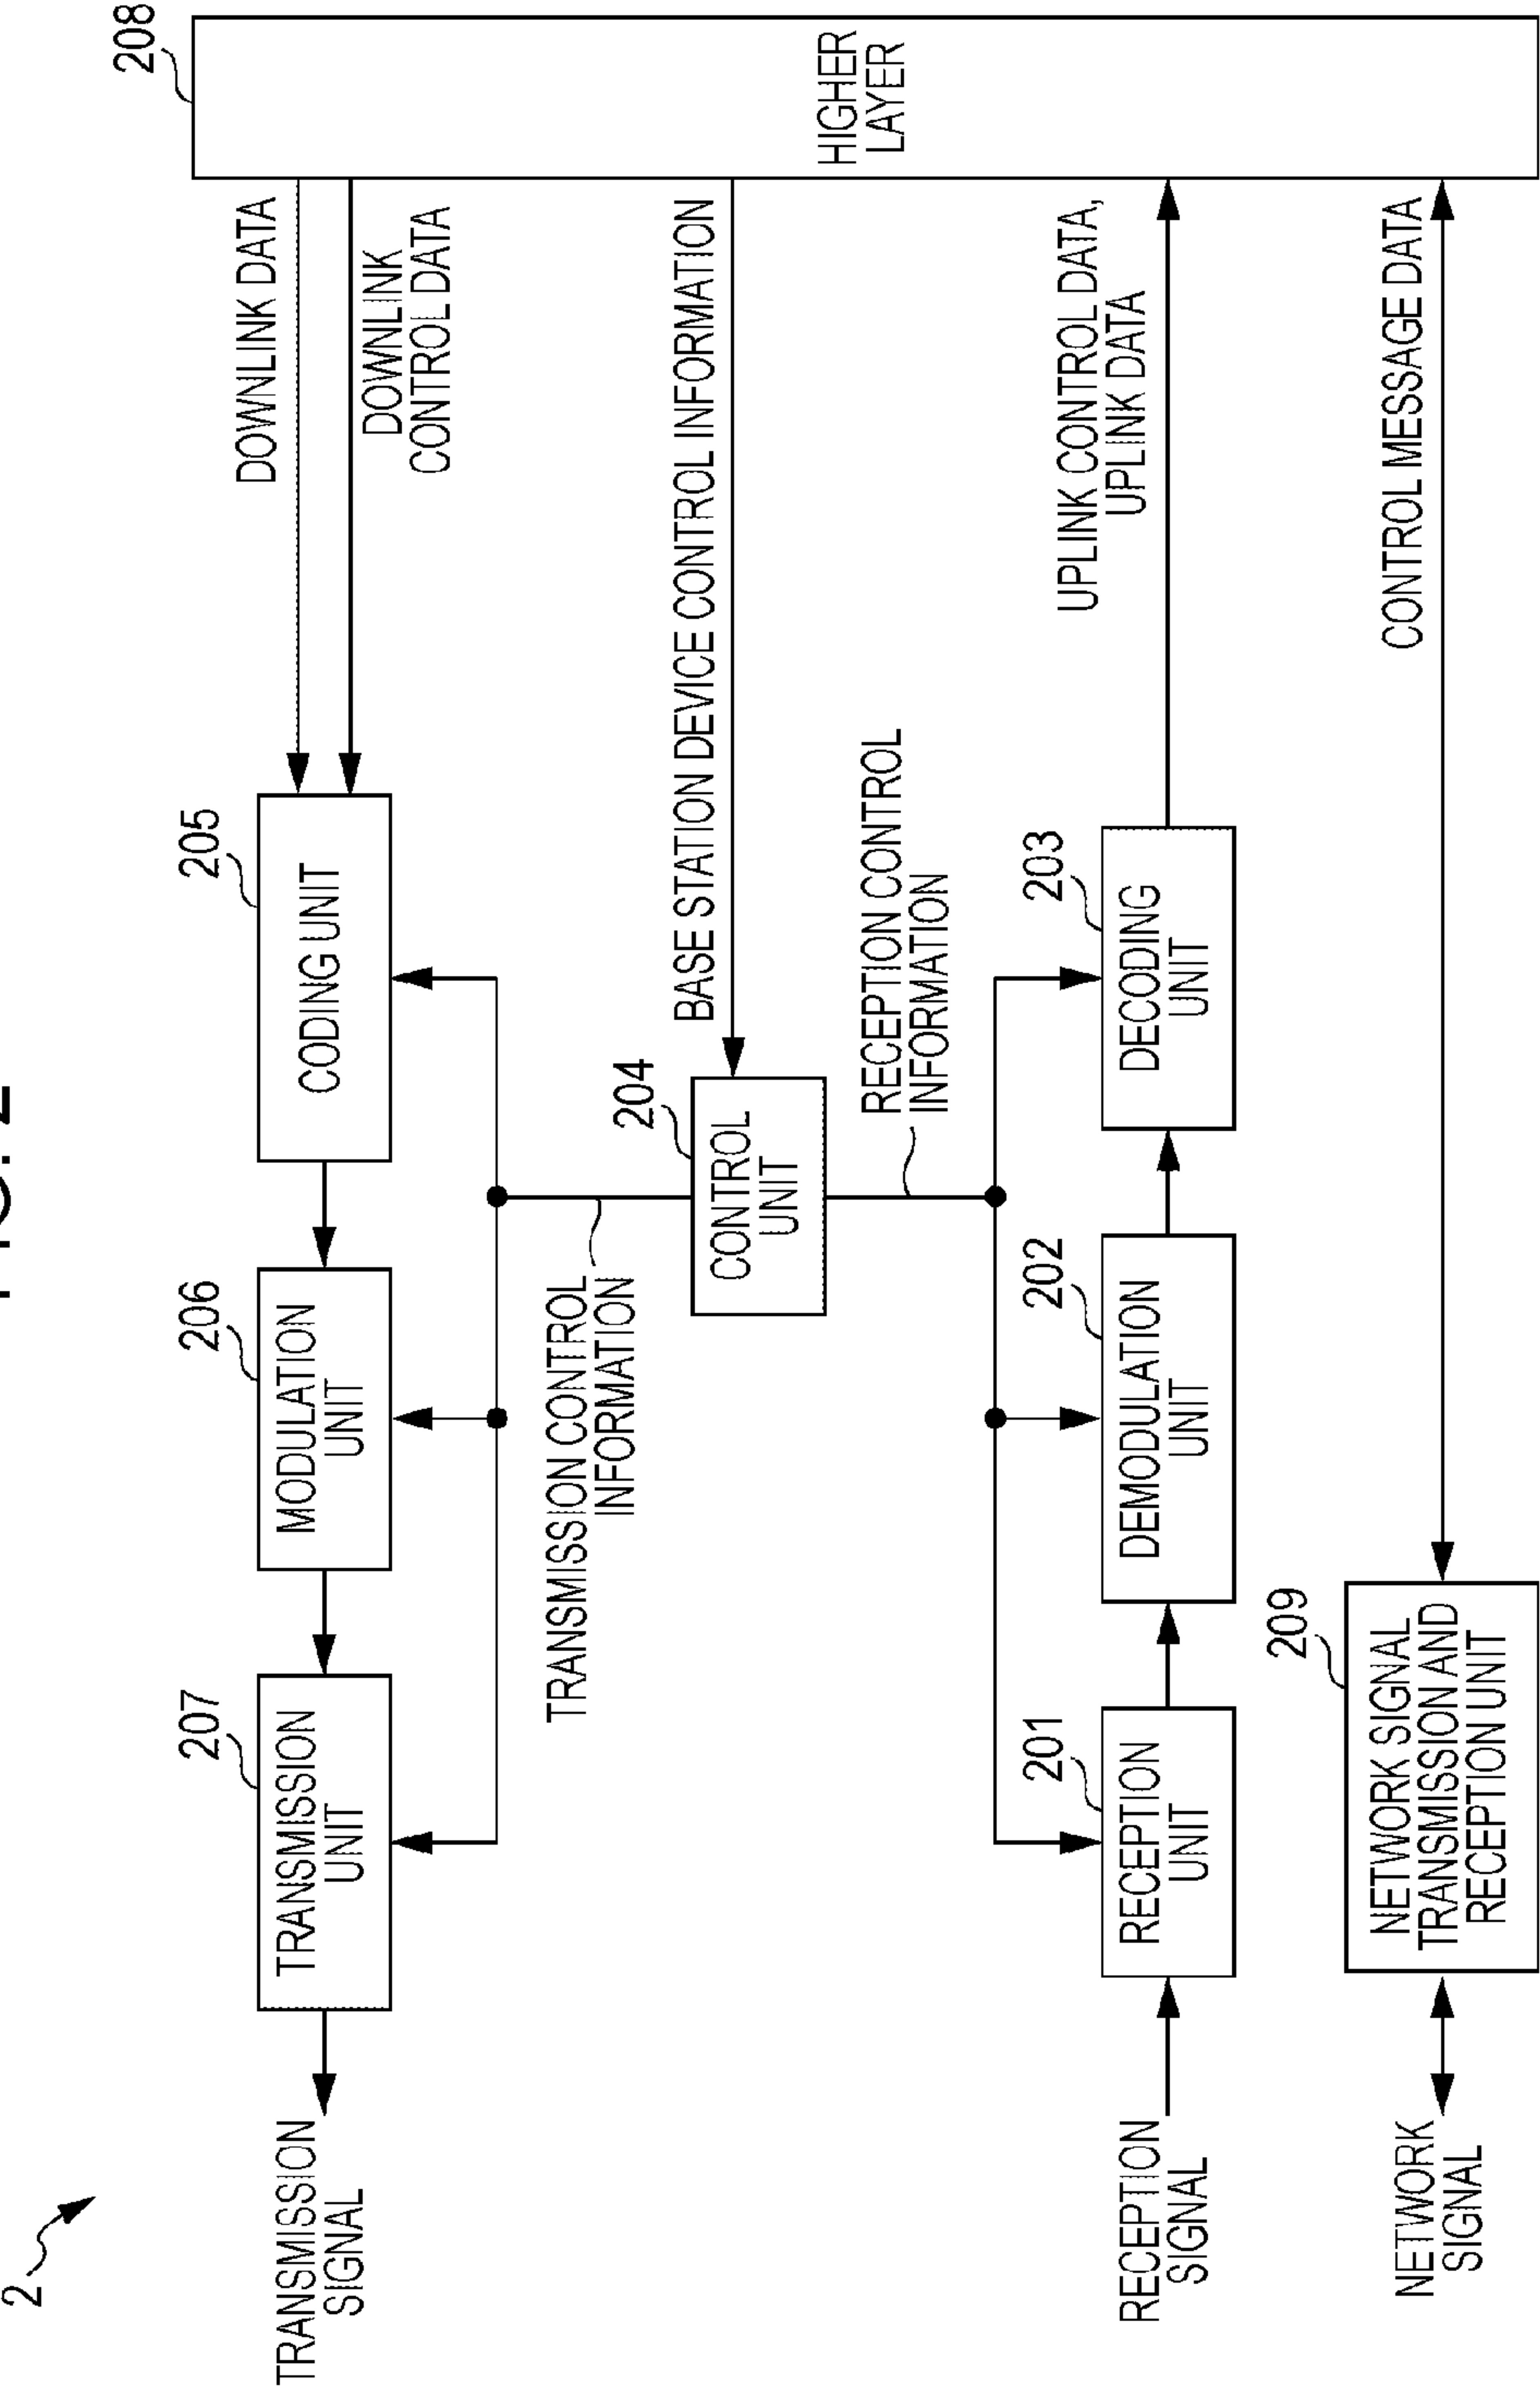 FIG. 2
2
208
HIGHER
LAYER
DOWNLINK DATA
DOWNLINK
CONTROL DATA
205
CODING UNIT
206
MODULATION
UNIT
207
TRANSMISSION
UNIT
TRANSMISSION
SIGNAL
TRANSMISSION CONTROL
INFORMATION
BASE STATION DEVICE CONTROL INFORMATION
204
CONTROL
UNIT
RECEPTION CONTROL
INFORMATION
UPLINK CONTROL DATA,
UPLINK DATA
203
DECODING
UNIT
202
DEMODULATION
UNIT
201
RECEPTION
UNIT
RECEPTION
SIGNAL
CONTROL MESSAGE DATA
209
NETWORK SIGNAL
TRANSMISSION AND
RECEPTION UNIT
NETWORK
SIGNAL